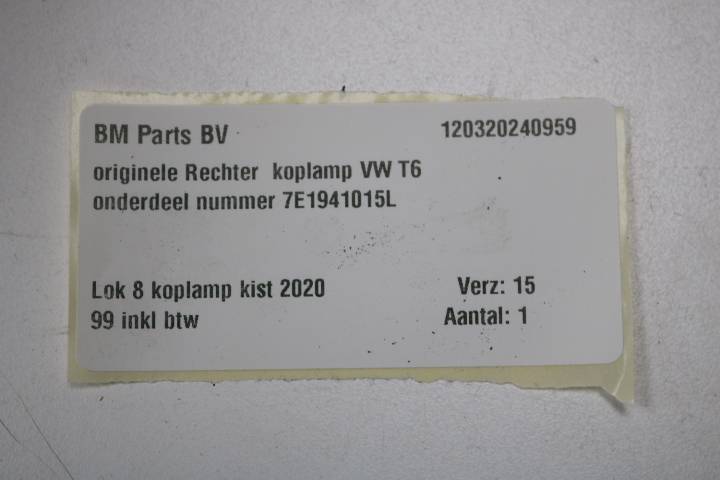 BM Parts BV 120320240959
originele Rechter koplamp VW T6
onderdeel nummer 7E1941015L
Lok 8 koplamp kist 2020 Verz: 15
99 inkl btw Aantal: 1